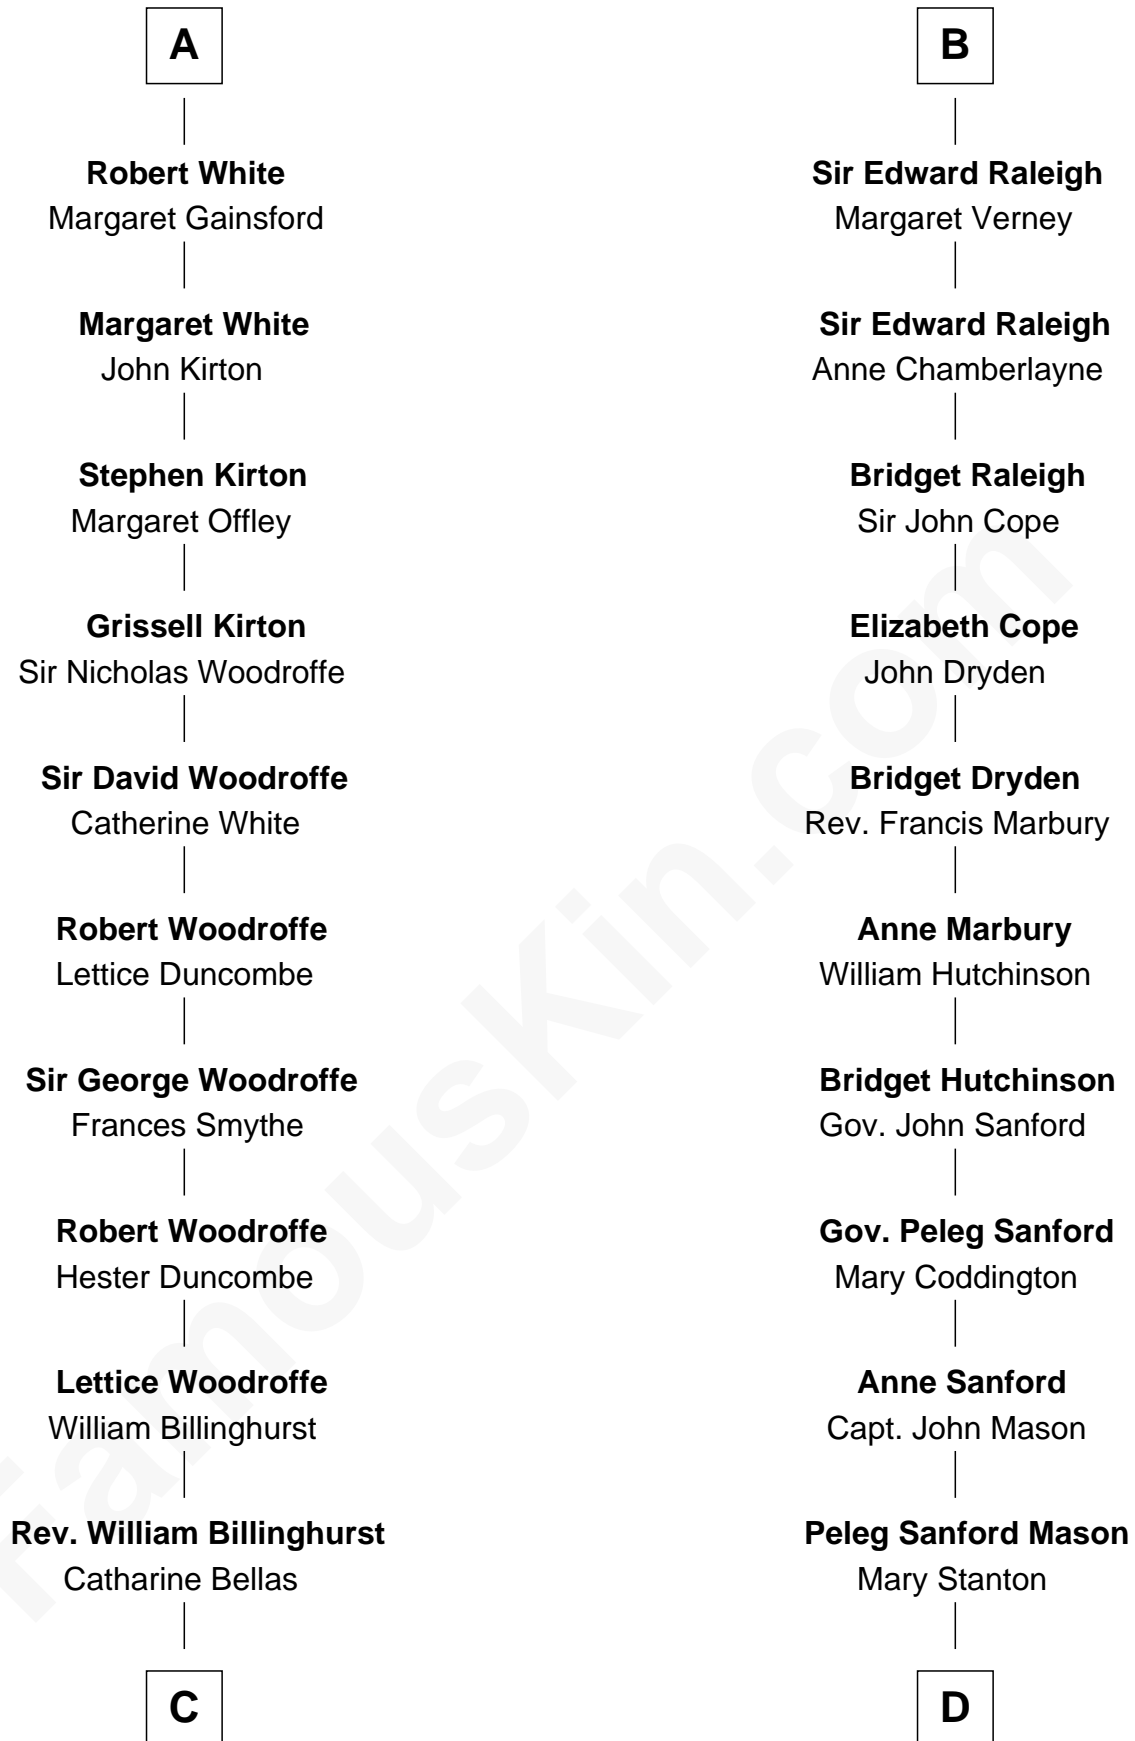 A
Robert White
Margaret Gainsford
Margaret White
John Kirton
Stephen Kirton
Margaret Offley
Grissell Kirton
Sir Nicholas Woodroffe
Sir David Woodroffe
Catherine White
Robert Woodroffe
Lettice Duncombe
Sir George Woodroffe
Frances Smythe
Robert Woodroffe
Hester Duncombe
Lettice Woodroffe
William Billinghurst
Rev. William Billinghurst
Catharine Bellas
C
B
Sir Edward Raleigh
Margaret Verney
Sir Edward Raleigh
Anne Chamberlayne
Bridget Raleigh
Sir John Cope
Elizabeth Cope
John Dryden
Bridget Dryden
Rev. Francis Marbury
Anne Marbury
William Hutchinson
Bridget Hutchinson
Gov. John Sanford
Gov. Peleg Sanford
Mary Coddington
Anne Sanford
Capt. John Mason
Peleg Sanford Mason
Mary Stanton
D
FamousKin.com